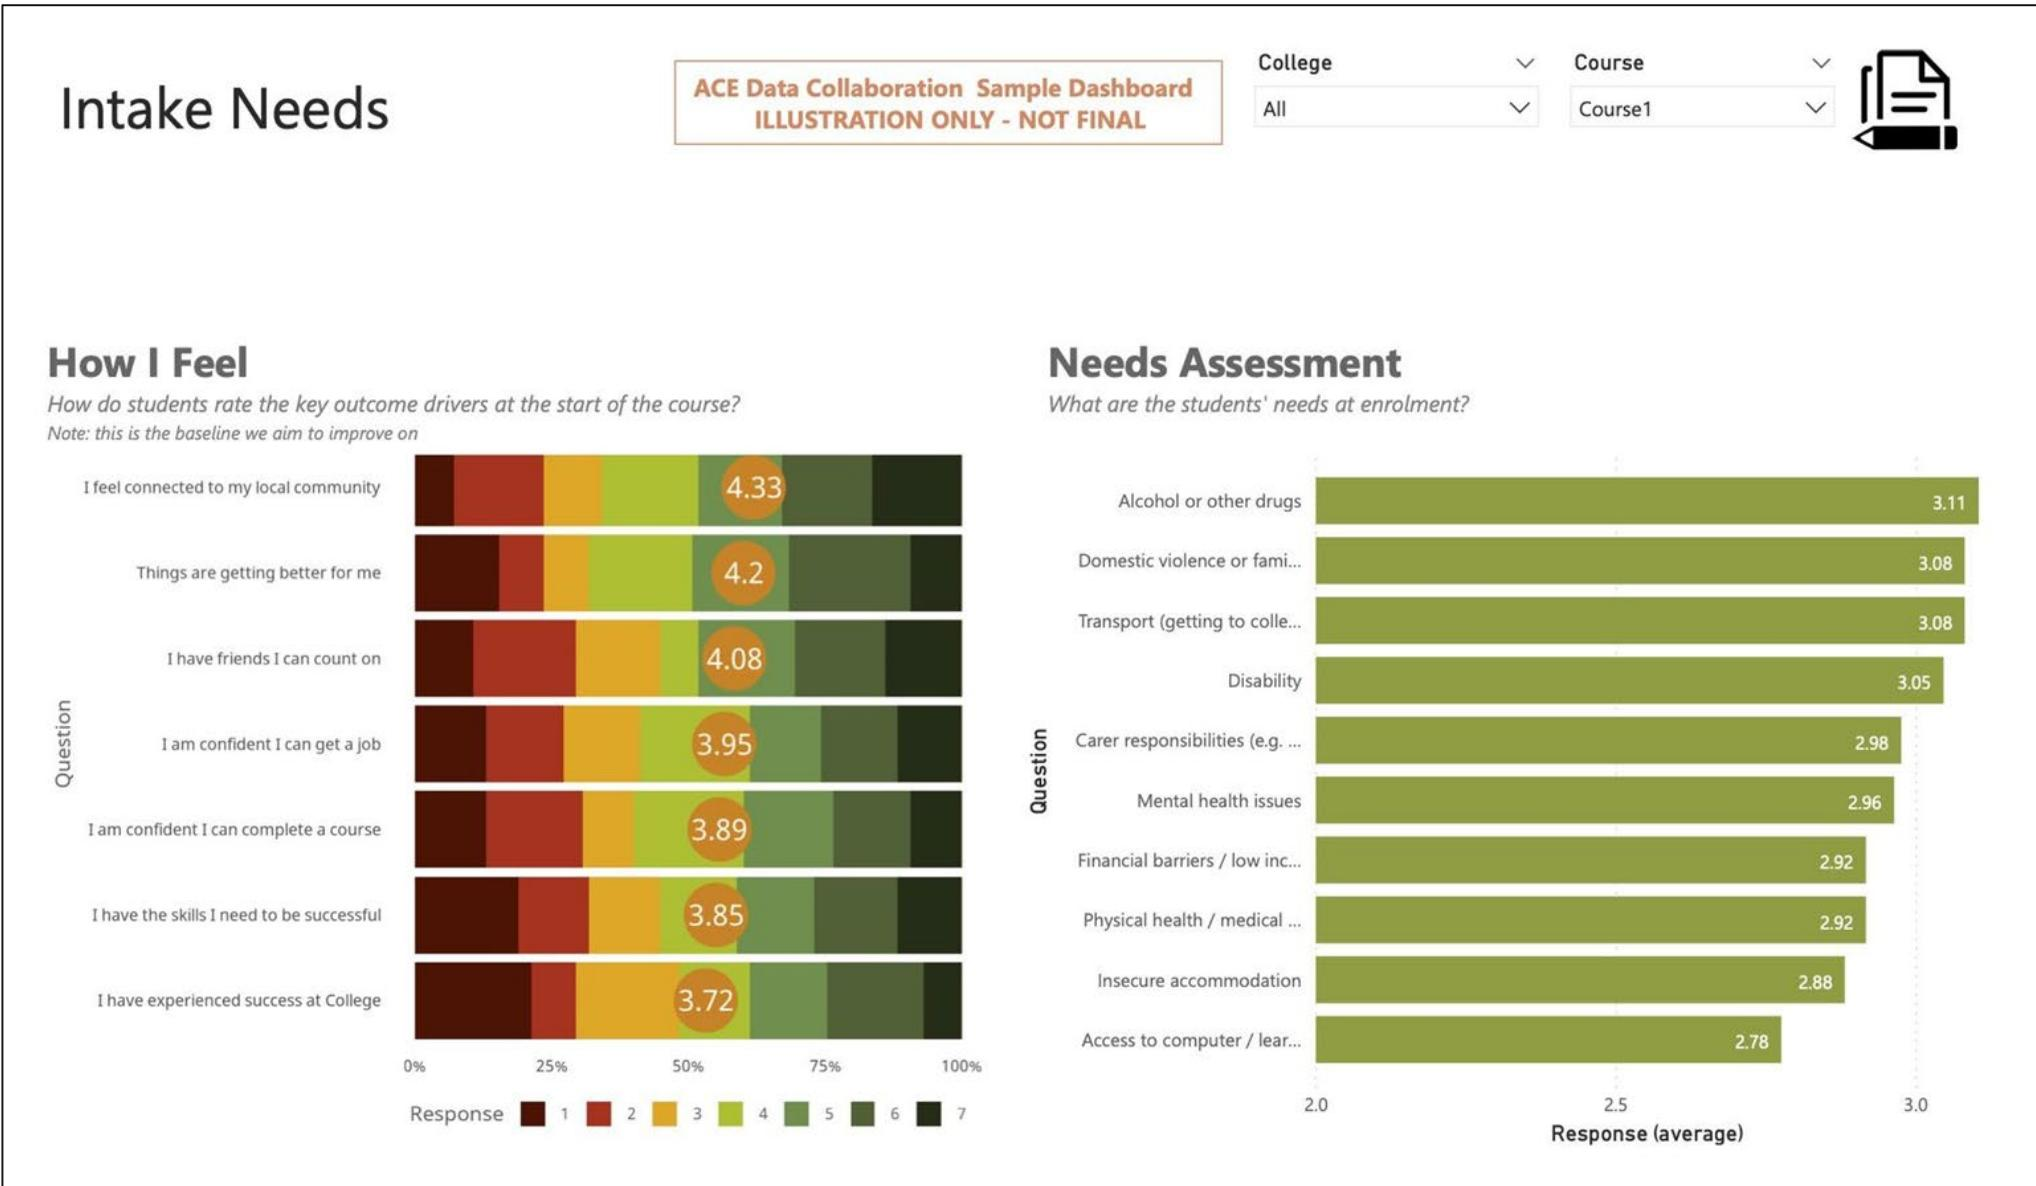 Intake Needs
ACE Data Collaboration Sample Dashboard
ILLUSTRATION ONLY - NOT FINAL
College
All
Course
Course1
How I Feel
How do students rate the key outcome drivers at the start of the course?
Note: this is the baseline we aim to improve on
Question
I feel connected to my local community
4.33
Things are getting better for me
4.2
I have friends I can count on
4.08
I am confident I can get a job
3.95
I am confident I can complete a course
3.89
I have the skills I need to be successful
3.85
I have experienced success at College
3.72
0% 25% 50% 75% 100%
Response 1 2 3 4 5 6 7
Needs Assessment
What are the students' needs at enrolment?
Question
Alcohol or other drugs 3.11
Domestic violence or fami... 3.08
Transport (getting to colle... 3.08
Disability 3.05
Carer responsibilities (e.g. ... 2.98
Mental health issues 2.96
Financial barriers / low inc... 2.92
Physical health / medical ... 2.92
Insecure accommodation 2.88
Access to computer / lear... 2.78
2.0 2.5 3.0
Response (average)